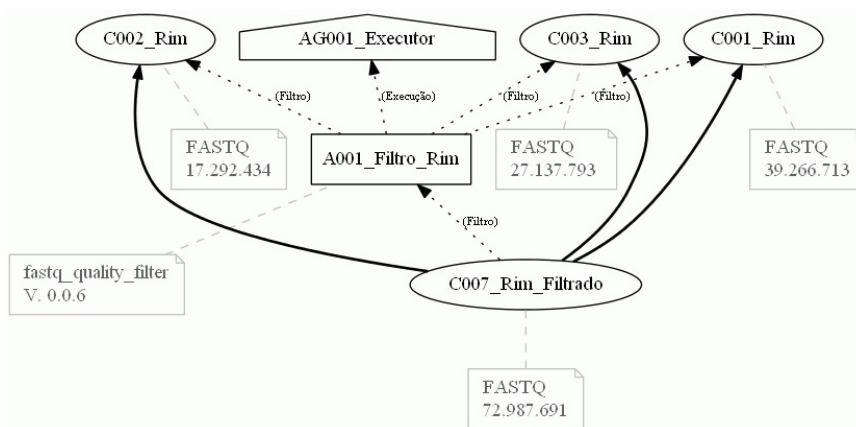 C002_Rim
AG001_Executor
C003_Rim
C001_Rim
(Filtro)
(Execução)
(Filtro)
(Filtro)
FASTQ
17.292.434
A001_Filtro_Rim
FASTQ
27.137.793
FASTQ
39.266.713
(Filtro)
fastq_quality_filter
V. 0.0.6
C007_Rim_Filtrado
FASTQ
72.987.691